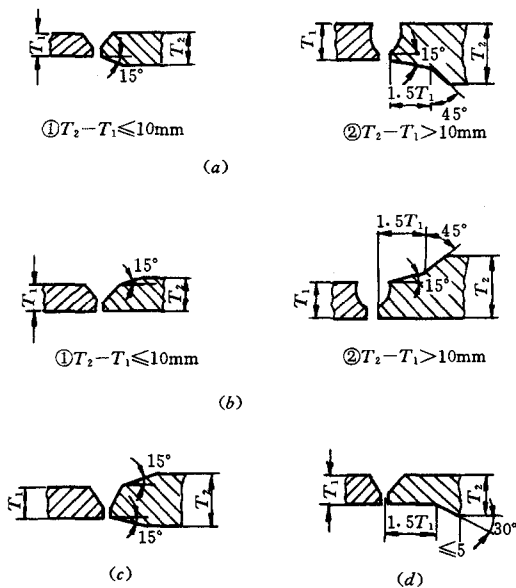 T₁
15°
T₂
T₁
15°
T₂
1.5T₁
45°
①T₂−T₁≤10mm
②T₂−T₁>10mm
(a)
T₁
15°
T₂
1.5T₁
45°
T₁
15°
T₂
①T₂−T₁≤10mm
②T₂−T₁>10mm
(b)
T₁
15°
15°
T₂
T₁
1.5T₁
≤5
T₂
30°
(c)
(d)